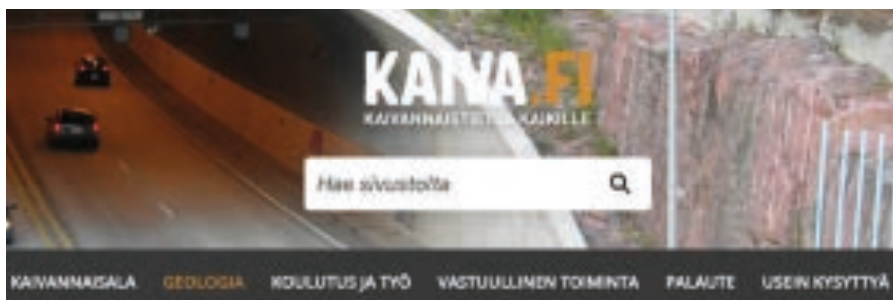 KAIVA.FI
KAIVANNAISTIETOA KAIKILLE
Hae sivustolta
KAIVANNAISALA GEOLOGIA KOULUTUS JA TYÖ VASTUULLINEN TOIMINTA PALAUTE USEIN KYSYTTYÄ